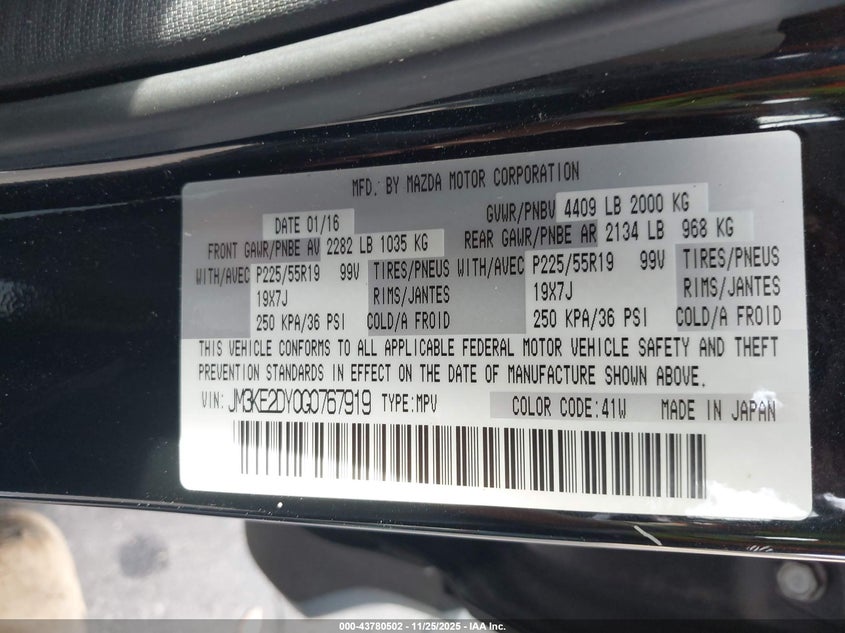 MFD. BY MAZDA MOTOR CORPORATION
DATE 01/16 GVWR/PNBV 4409 LB 2000 KG
FRONT GAWR/PNBE AV 2282 LB 1035 KG REAR GAWR/PNBE AR 2134 LB 968 KG
WITH/AVEC P225/55R19 99V TIRES/PNEUS WITH/AVEC P225/55R19 99V TIRES/PNEUS
19X7J RIMS/JANTES 19X7J RIMS/JANTES
250 KPA/36 PSI COLD/A FROID 250 KPA/36 PSI COLD/A FROID
THIS VEHICLE CONFORMS TO ALL APPLICABLE FEDERAL MOTOR VEHICLE SAFETY AND THEFT
PREVENTION STANDARDS IN EFFECT ON THE DATE OF MANUFACTURE SHOWN ABOVE.
VIN: JM3KE2DY0G0767919 TYPE:MPV COLOR CODE:41W MADE IN JAPAN
000-43780502 - 11/25/2025 - IAA Inc.